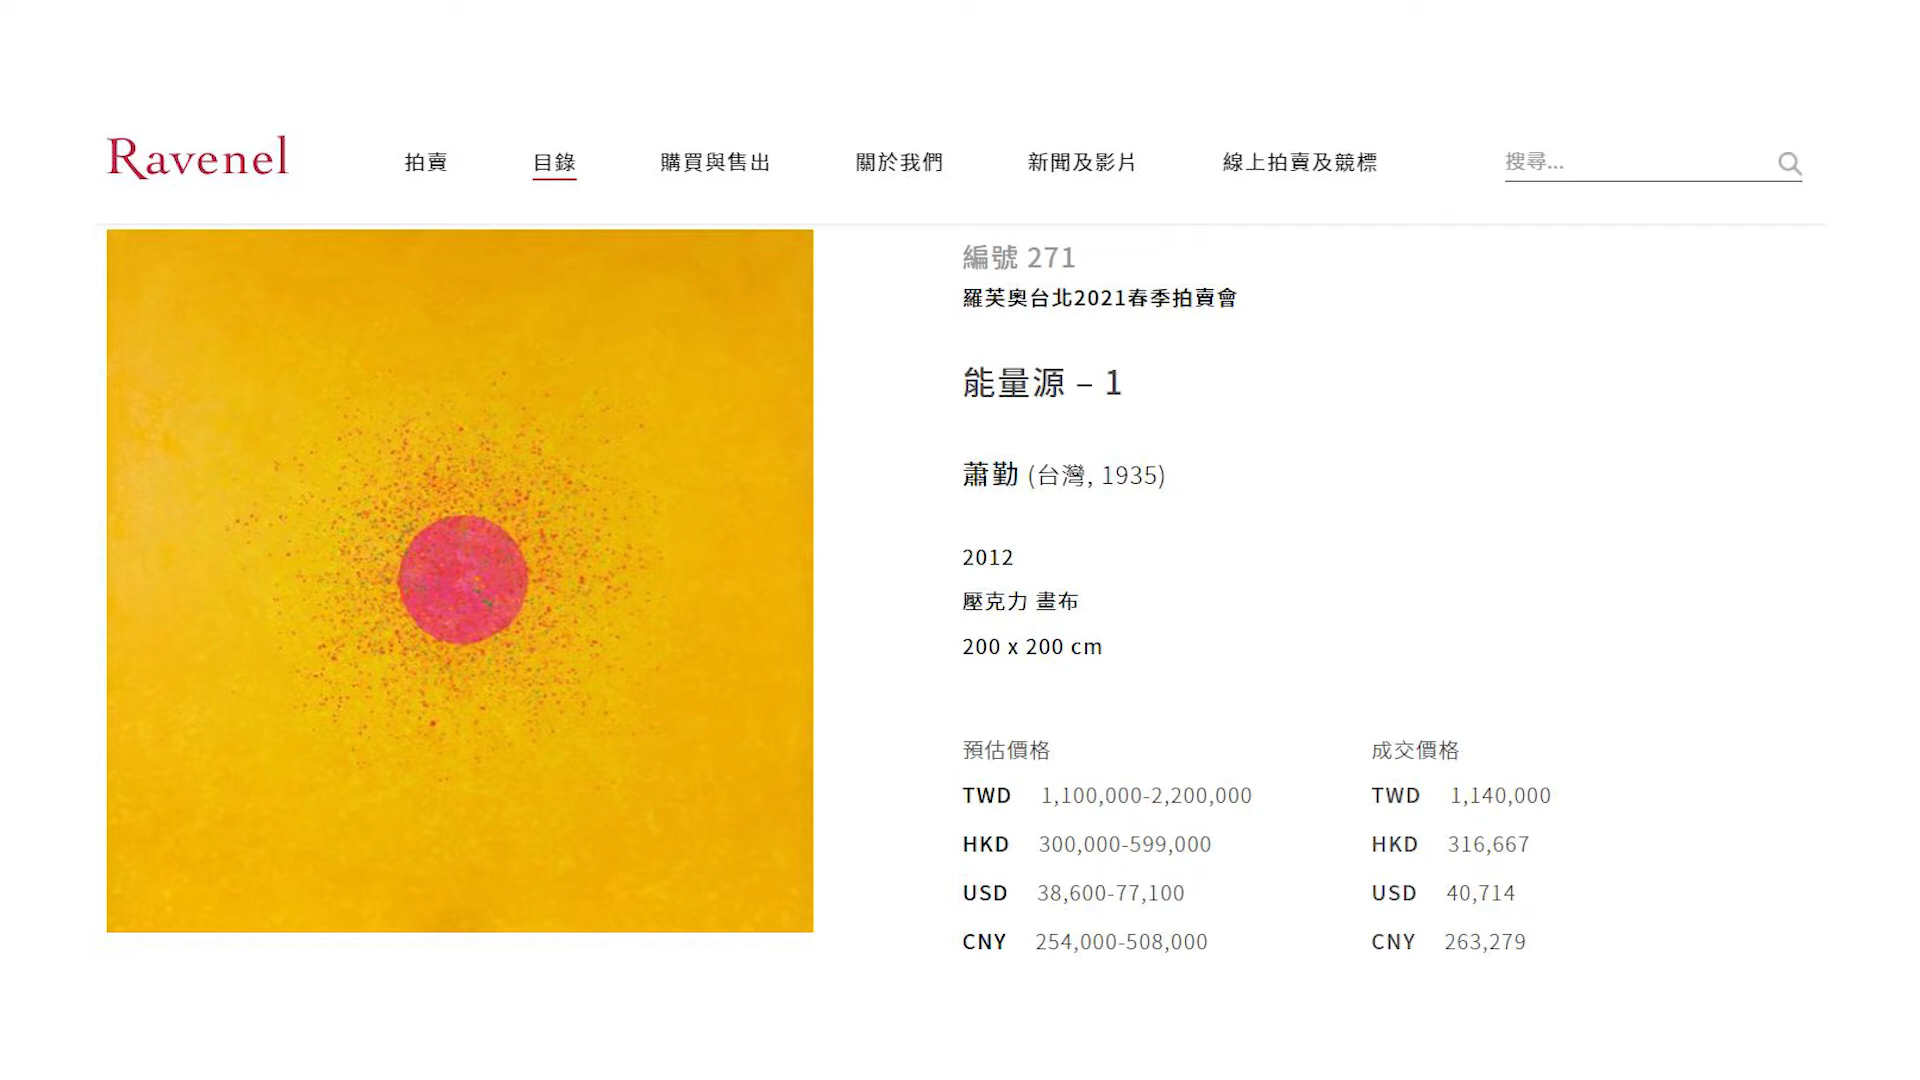 Ravenel
拍賣 目錄 購買與售出 關於我們 新聞及影片 線上拍賣及競標 搜尋...
編號 271
羅芙奧台北2021春季拍賣會
能量源 – 1
蕭勤 (台灣, 1935)
2012
壓克力 畫布
200 x 200 cm
預估價格
TWD 1,100,000-2,200,000
HKD 300,000-599,000
USD 38,600-77,100
CNY 254,000-508,000
成交價格
TWD 1,140,000
HKD 316,667
USD 40,714
CNY 263,279